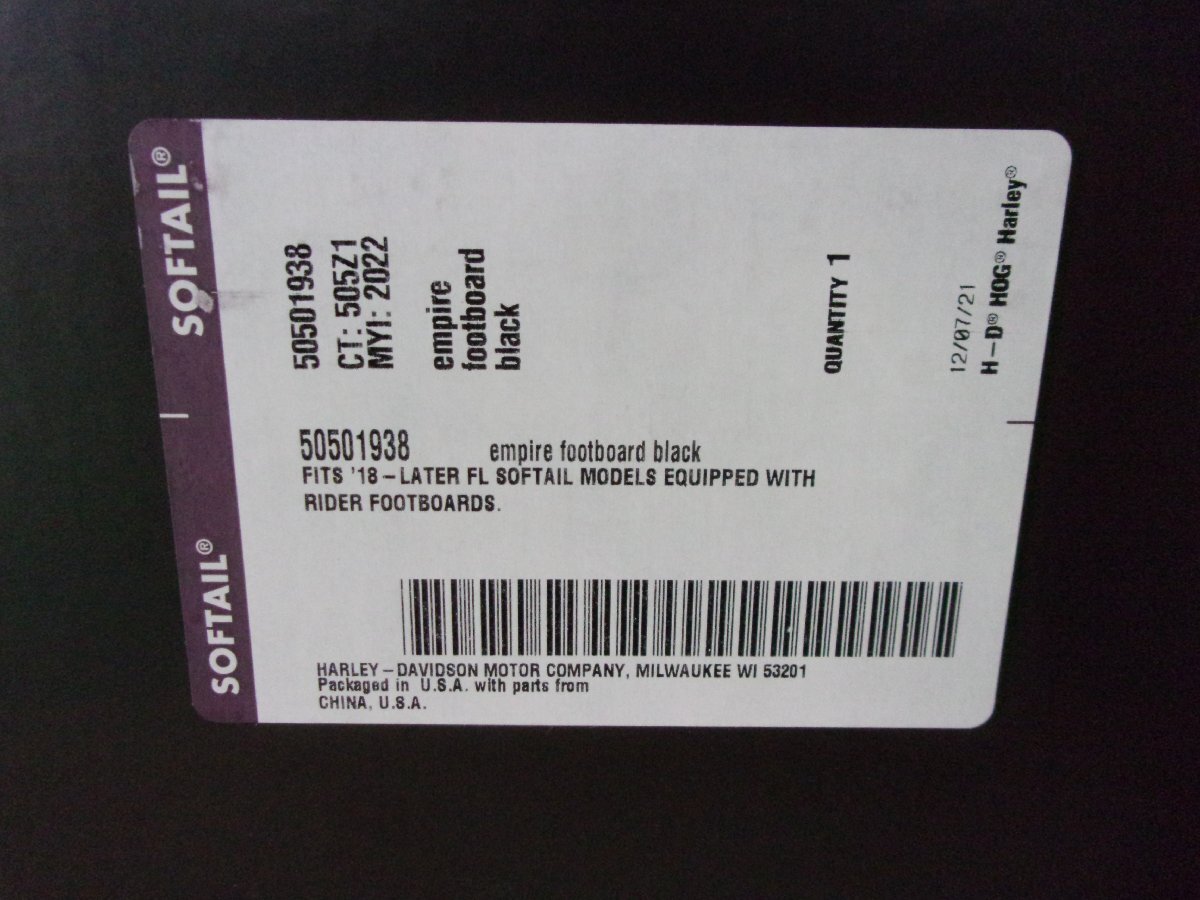 SOFTAIL®
SOFTAIL®
50501938
CT: 505Z1
MYI: 2022
empire
footboard
black
QUANTITY 1
12/07/21
H-D® HOG® Harley®
50501938 empire footboard black
FITS '18-LATER FL SOFTAIL MODELS EQUIPPED WITH
RIDER FOOTBOARDS.
HARLEY-DAVIDSON MOTOR COMPANY, MILWAUKEE WI 53201
Packaged in U.S.A. with parts from
CHINA, U.S.A.